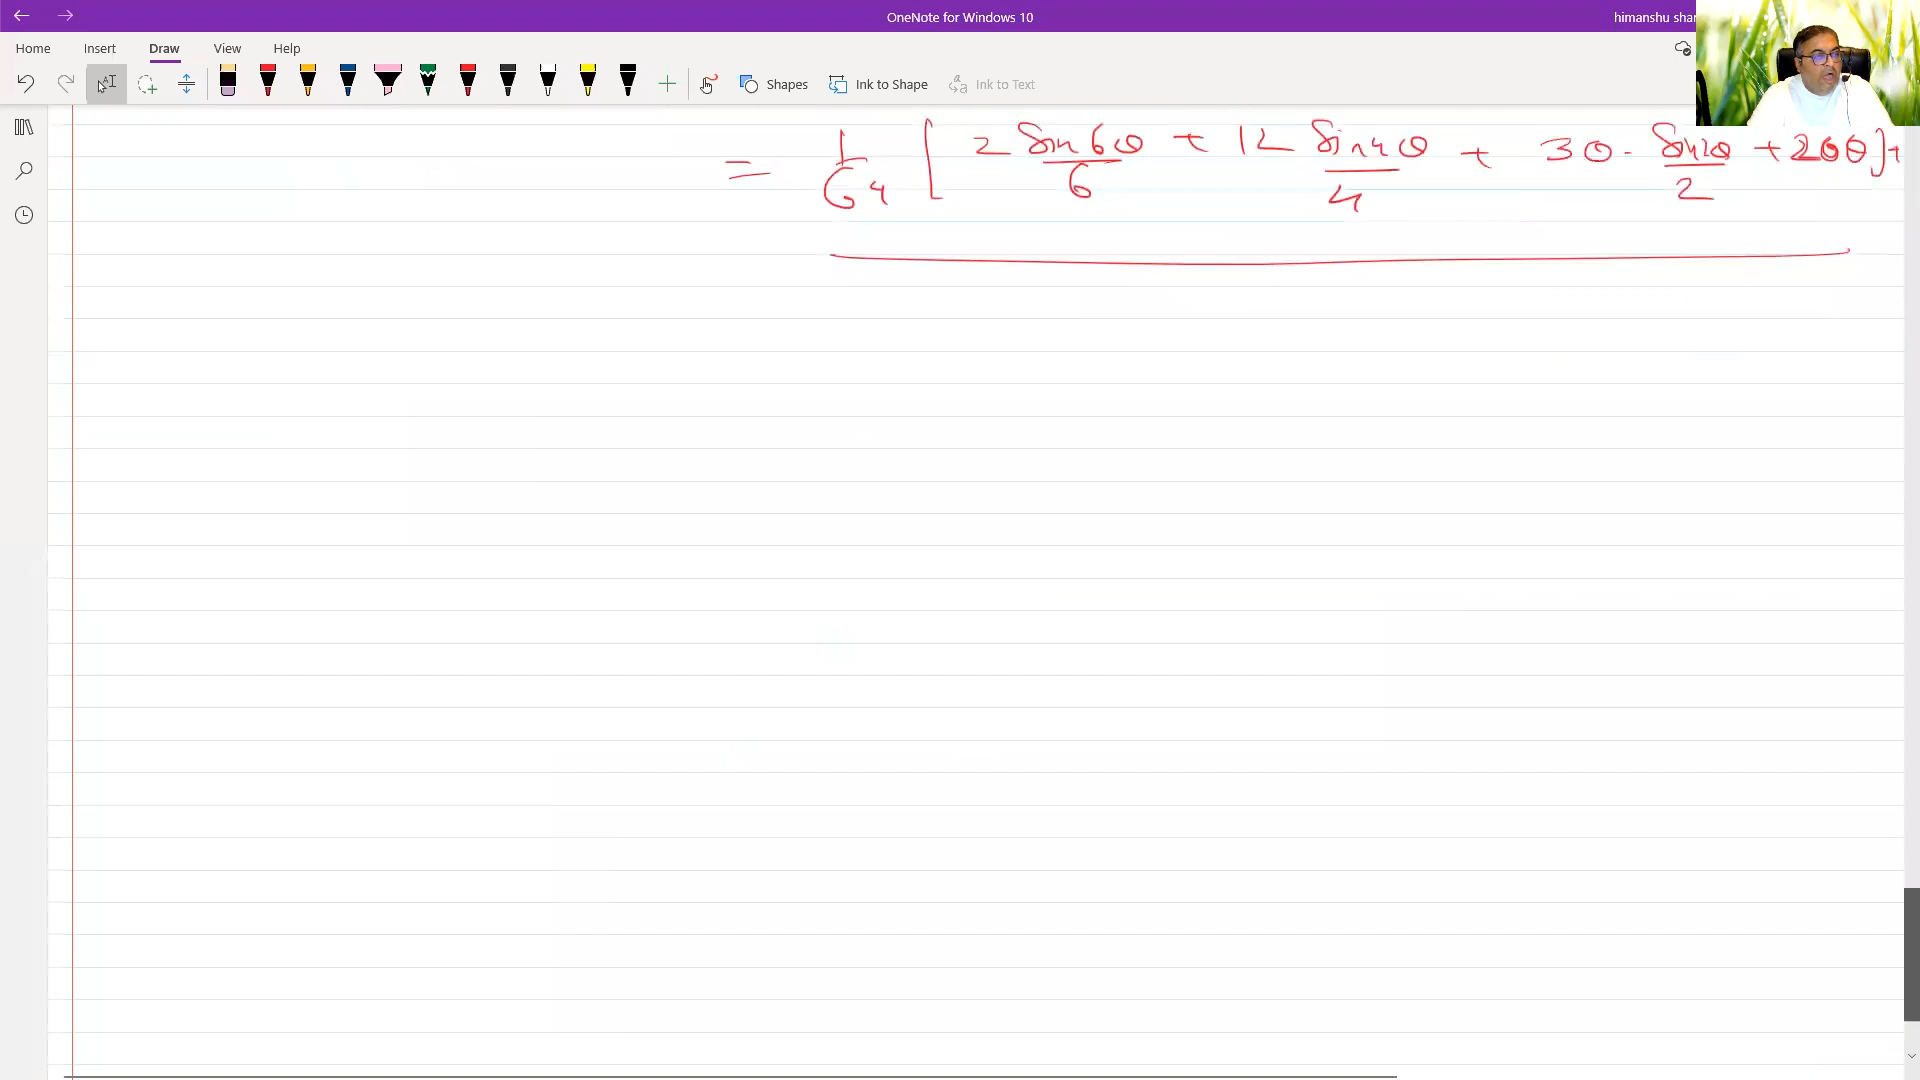 OneNote for Windows 10
himanshu shar
Home Insert Draw View Help
Shapes Ink to Shape Ink to Text
= 1/64 [ 2 Sin6θ/6 + 12 Sin4θ/4 + 30 · Sin2θ/2 + 20θ ] +